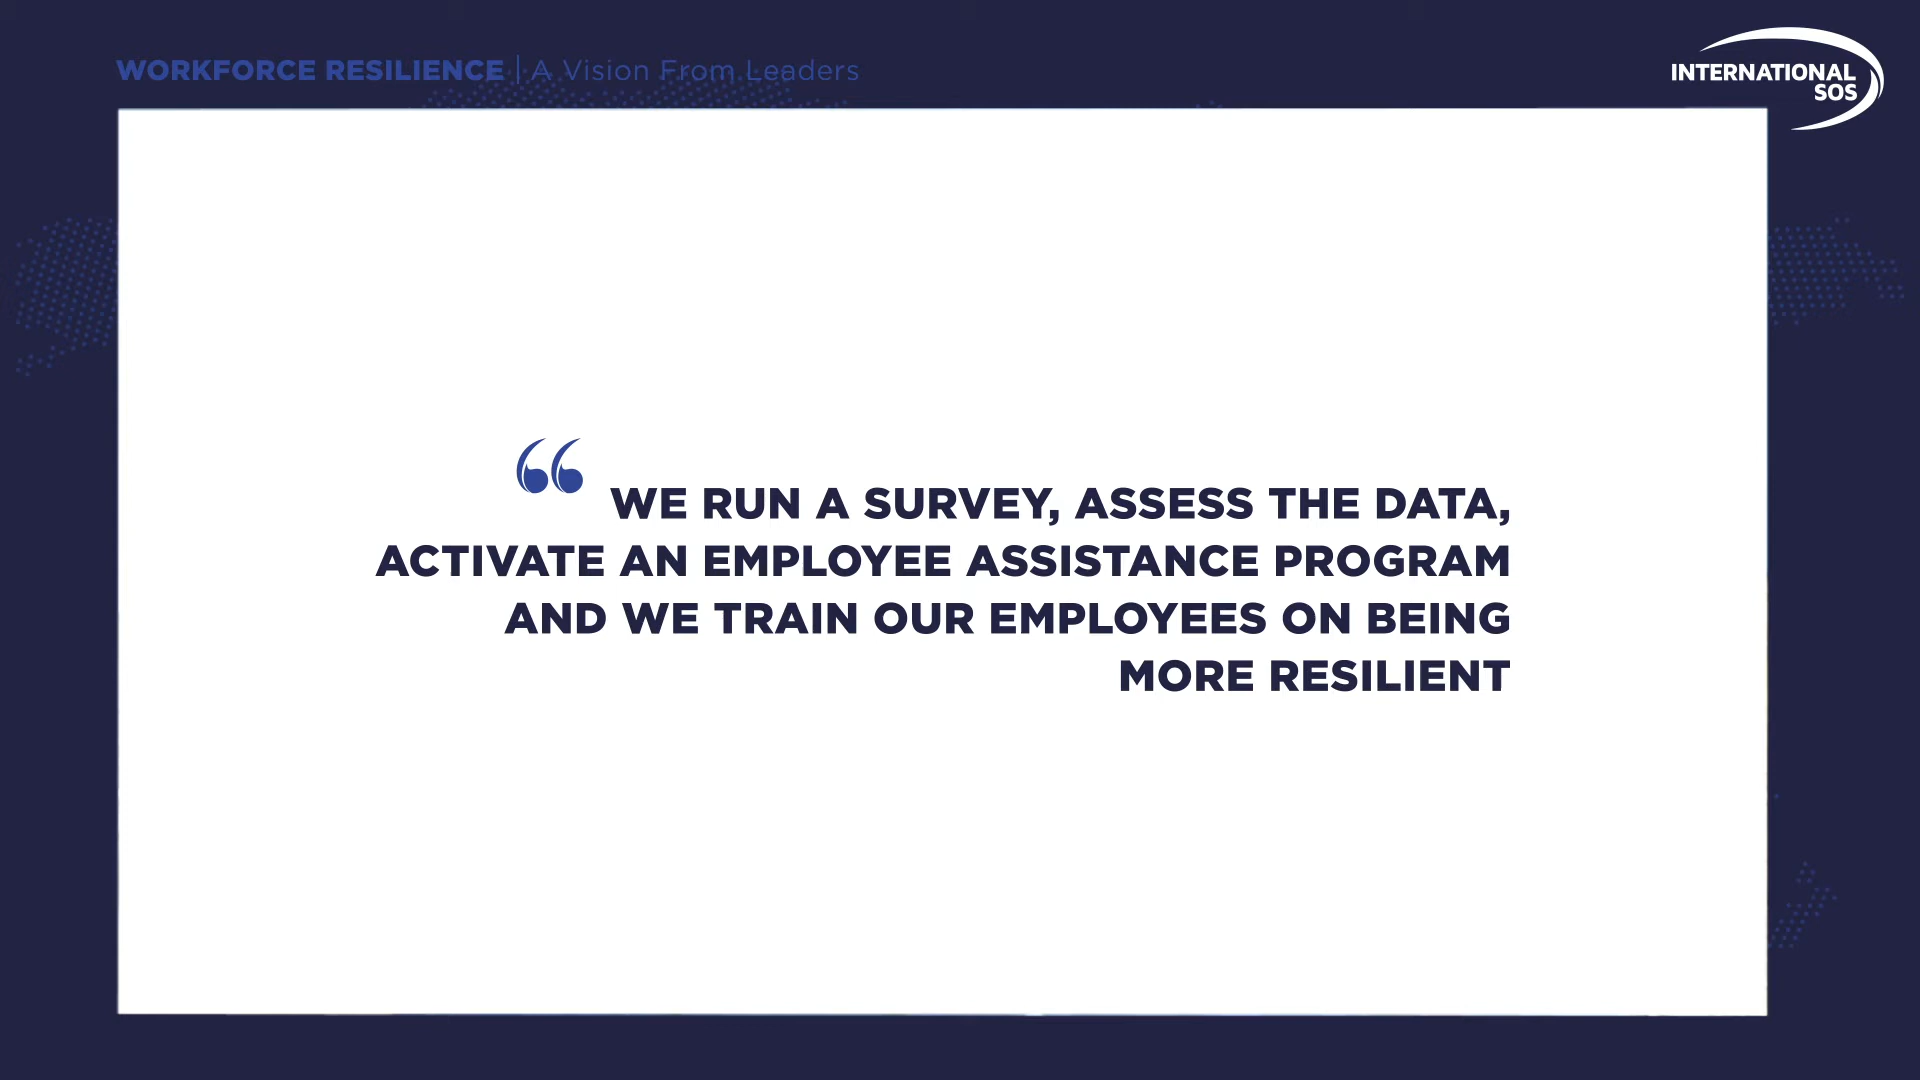 WORKFORCE RESILIENCE | A Vision From Leaders
INTERNATIONAL
SOS
“ WE RUN A SURVEY, ASSESS THE DATA,
ACTIVATE AN EMPLOYEE ASSISTANCE PROGRAM
AND WE TRAIN OUR EMPLOYEES ON BEING
MORE RESILIENT